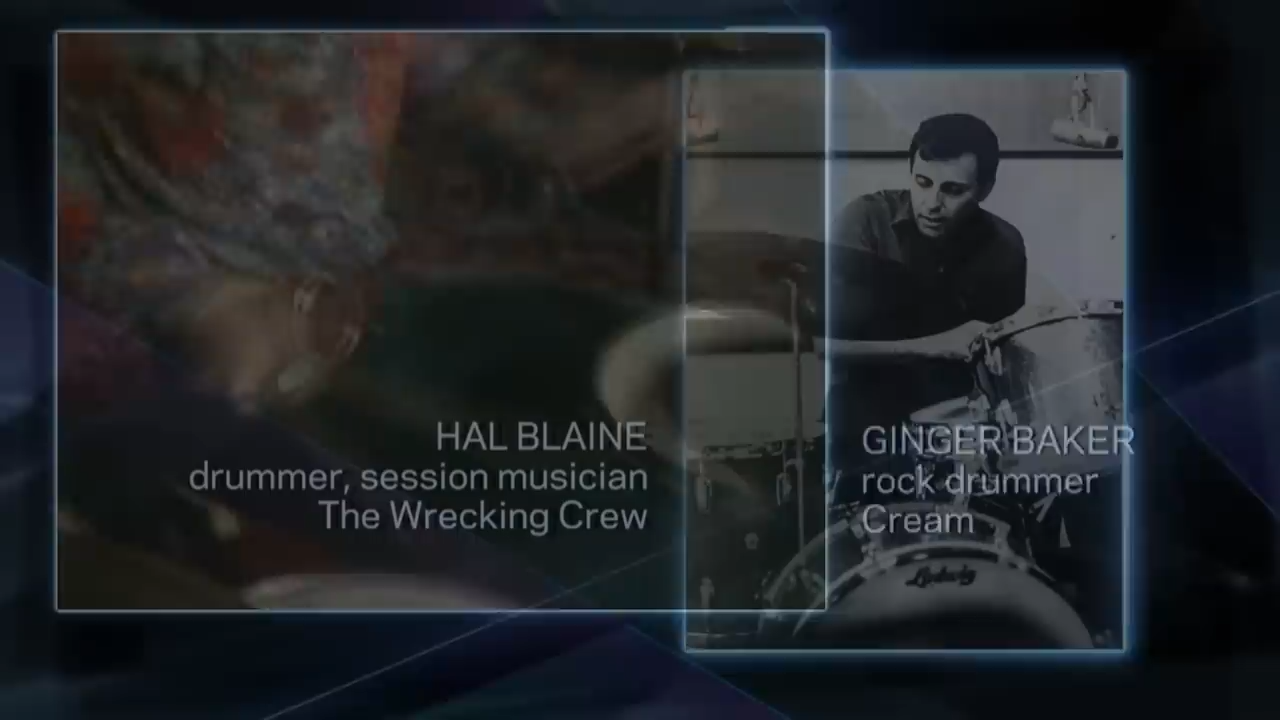 HAL BLAINE
drummer, session musician
The Wrecking Crew
GINGER BAKER
rock drummer
Cream
Ludwig